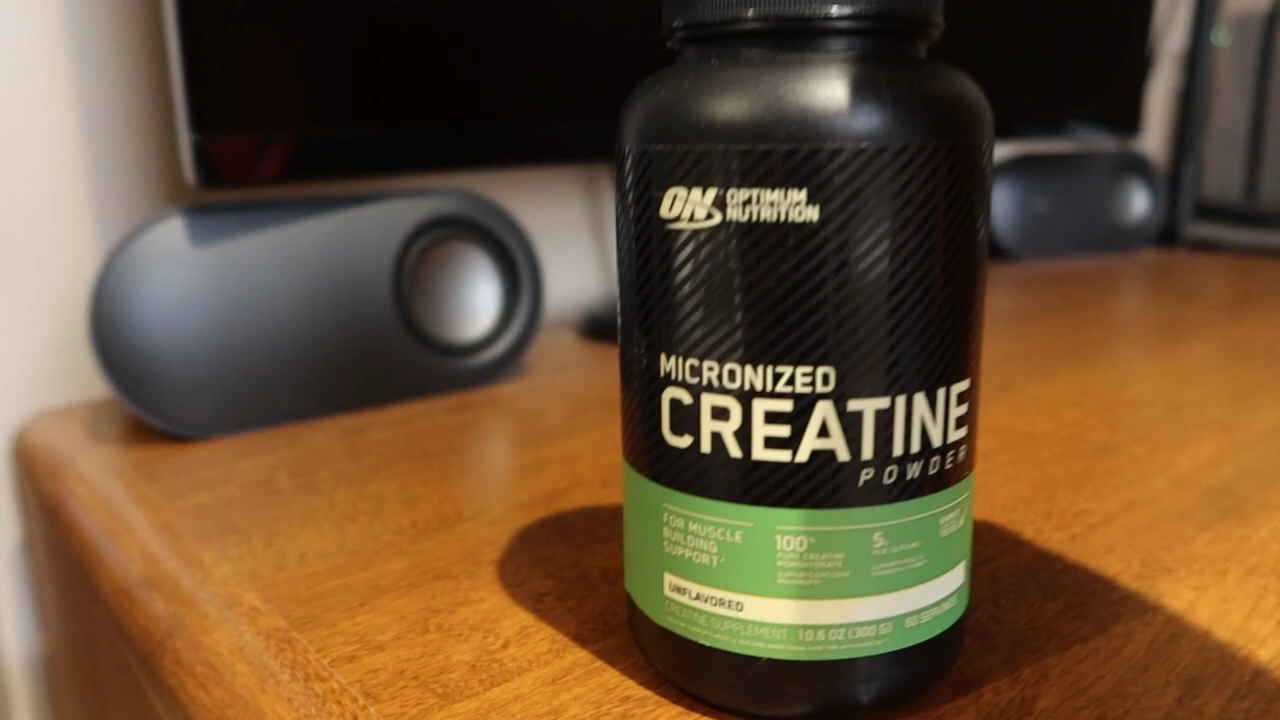 ON OPTIMUM
NUTRITION
MICRONIZED
CREATINE
POWDER
FOR MUSCLE
BUILDING
SUPPORT*
100%
PURE CREATINE
MONOHYDRATE
5g
PER SERVING
UNFLAVORED
CREATINE SUPPLEMENT 10.6 OZ (300 G) 60 SERVINGS